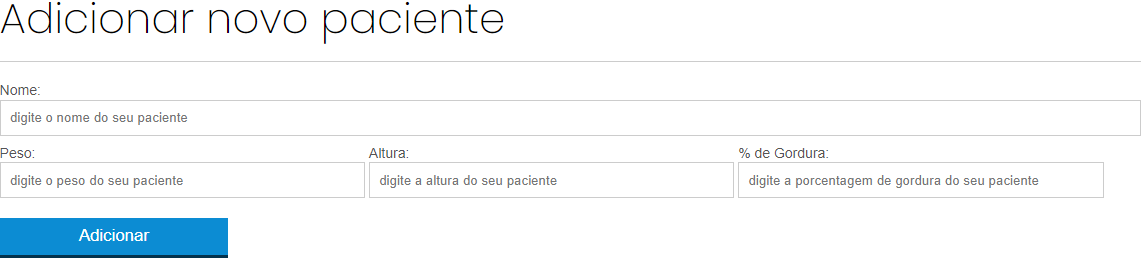 Adicionar novo paciente
Nome:
digite o nome do seu paciente
Peso: Altura: % de Gordura:
digite o peso do seu paciente digite a altura do seu paciente digite a porcentagem de gordura do seu paciente
Adicionar